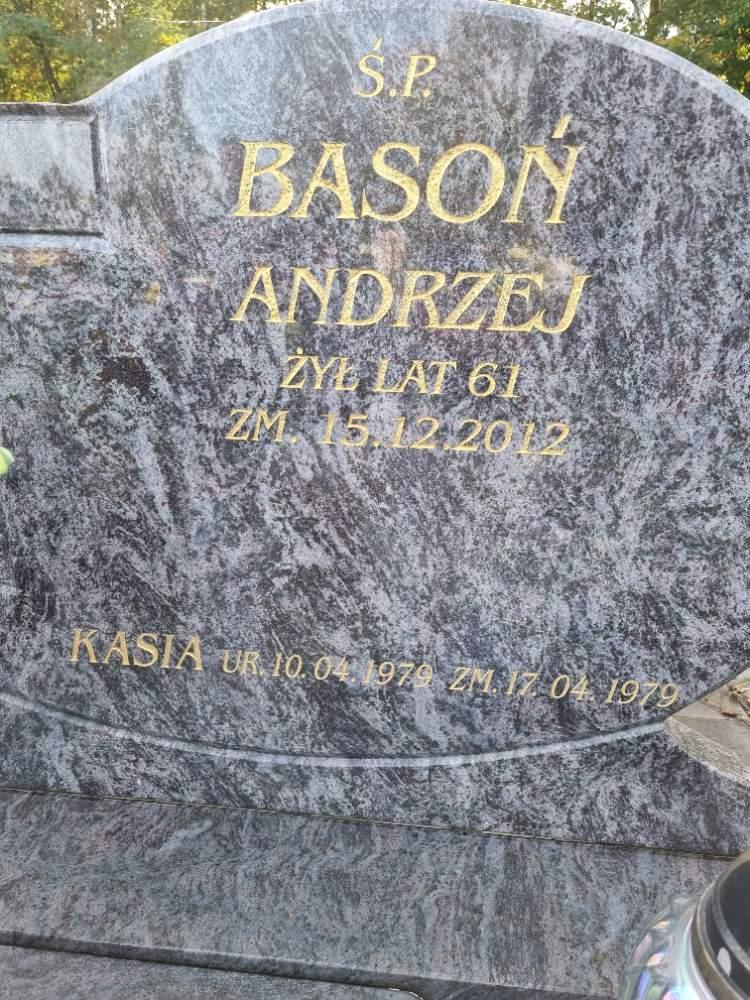 Ś.P.
BASOŃ
ANDRZEJ
ŻYŁ LAT 61
ZM. 15.12.2012
KASIA UR. 10. 04. 1979 ZM. 17. 04. 1979